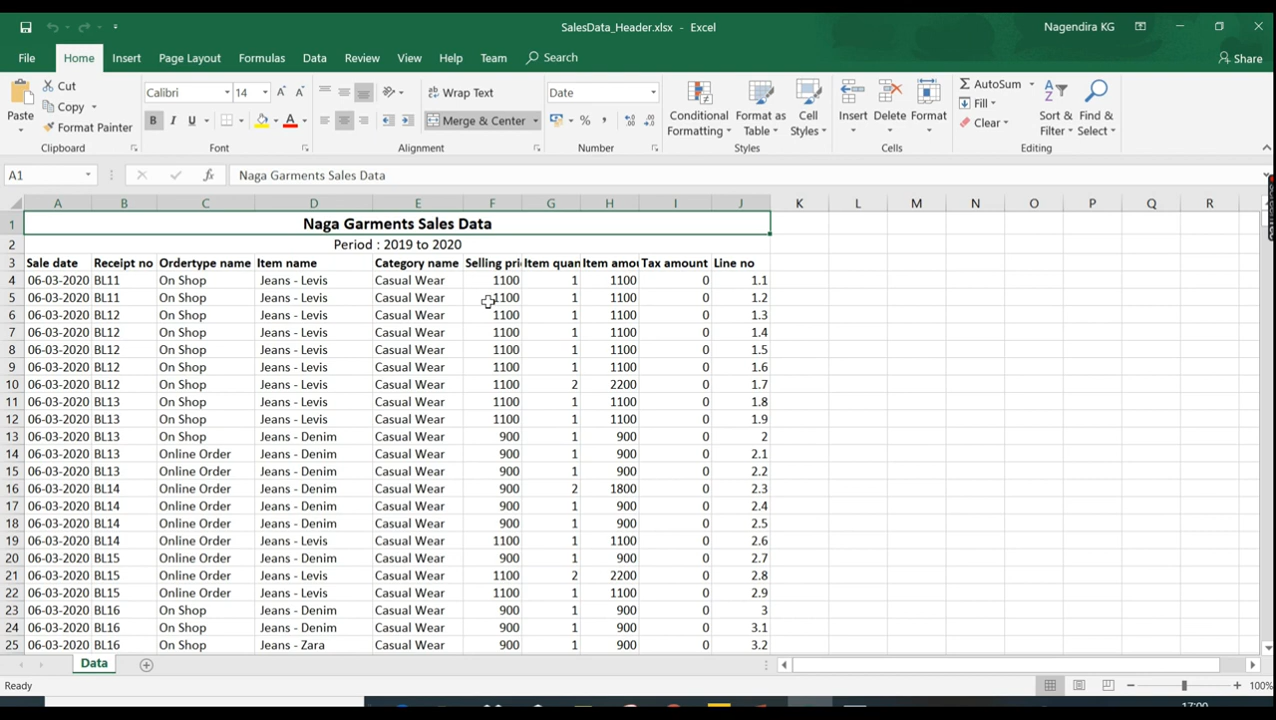 SalesData_Header.xlsx - Excel
Nagendira KG
File Home Insert Page Layout Formulas Data Review View Help Team Search Share
Cut
Copy
Format Painter
Paste
Calibri 14
B I U
A A
Wrap Text
Merge & Center
Date
%
Conditional Formatting
Format as Table
Cell Styles
Insert Delete Format
AutoSum
Fill
Clear
Sort & Filter
Find & Select
Clipboard Font Alignment Number Styles Cells Editing
A1 fx Naga Garments Sales Data
A B C D E F G H I J K L M N O P Q R
1 Naga Garments Sales Data
2 Period : 2019 to 2020
3 Sale date Receipt no Ordertype name Item name Category name Selling pri Item quan Item amou Tax amount Line no
4 06-03-2020 BL11 On Shop Jeans - Levis Casual Wear 1100 1 1100 0 1.1
5 06-03-2020 BL11 On Shop Jeans - Levis Casual Wear 1100 1 1100 0 1.2
6 06-03-2020 BL12 On Shop Jeans - Levis Casual Wear 1100 1 1100 0 1.3
7 06-03-2020 BL12 On Shop Jeans - Levis Casual Wear 1100 1 1100 0 1.4
8 06-03-2020 BL12 On Shop Jeans - Levis Casual Wear 1100 1 1100 0 1.5
9 06-03-2020 BL12 On Shop Jeans - Levis Casual Wear 1100 1 1100 0 1.6
10 06-03-2020 BL12 On Shop Jeans - Levis Casual Wear 1100 2 2200 0 1.7
11 06-03-2020 BL13 On Shop Jeans - Levis Casual Wear 1100 1 1100 0 1.8
12 06-03-2020 BL13 On Shop Jeans - Levis Casual Wear 1100 1 1100 0 1.9
13 06-03-2020 BL13 On Shop Jeans - Denim Casual Wear 900 1 900 0 2
14 06-03-2020 BL13 Online Order Jeans - Denim Casual Wear 900 1 900 0 2.1
15 06-03-2020 BL13 Online Order Jeans - Denim Casual Wear 900 1 900 0 2.2
16 06-03-2020 BL14 Online Order Jeans - Denim Casual Wear 900 2 1800 0 2.3
17 06-03-2020 BL14 Online Order Jeans - Denim Casual Wear 900 1 900 0 2.4
18 06-03-2020 BL14 Online Order Jeans - Denim Casual Wear 900 1 900 0 2.5
19 06-03-2020 BL14 Online Order Jeans - Levis Casual Wear 1100 1 1100 0 2.6
20 06-03-2020 BL15 Online Order Jeans - Denim Casual Wear 900 1 900 0 2.7
21 06-03-2020 BL15 Online Order Jeans - Levis Casual Wear 1100 2 2200 0 2.8
22 06-03-2020 BL15 Online Order Jeans - Levis Casual Wear 1100 1 1100 0 2.9
23 06-03-2020 BL16 On Shop Jeans - Denim Casual Wear 900 1 900 0 3
24 06-03-2020 BL16 On Shop Jeans - Denim Casual Wear 900 1 900 0 3.1
25 06-03-2020 BL16 On Shop Jeans - Zara Casual Wear 900 1 900 0 3.2
Data
Ready 100%